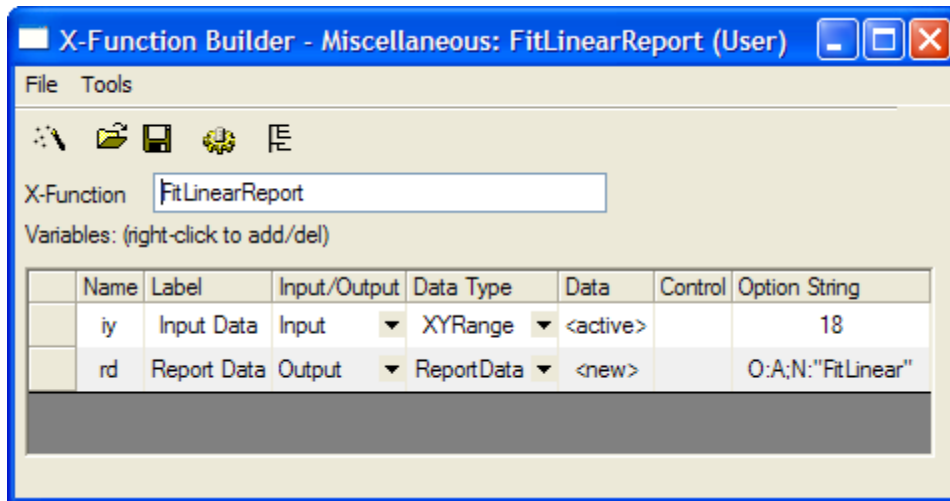 X-Function Builder - Miscellaneous: FitLinearReport (User)
File Tools
X-Function FitLinearReport
Variables: (right-click to add/del)
Name Label Input/Output Data Type Data Control Option String
iy Input Data Input XYRange <active> 18
rd Report Data Output ReportData <new> O:A;N:"FitLinear"